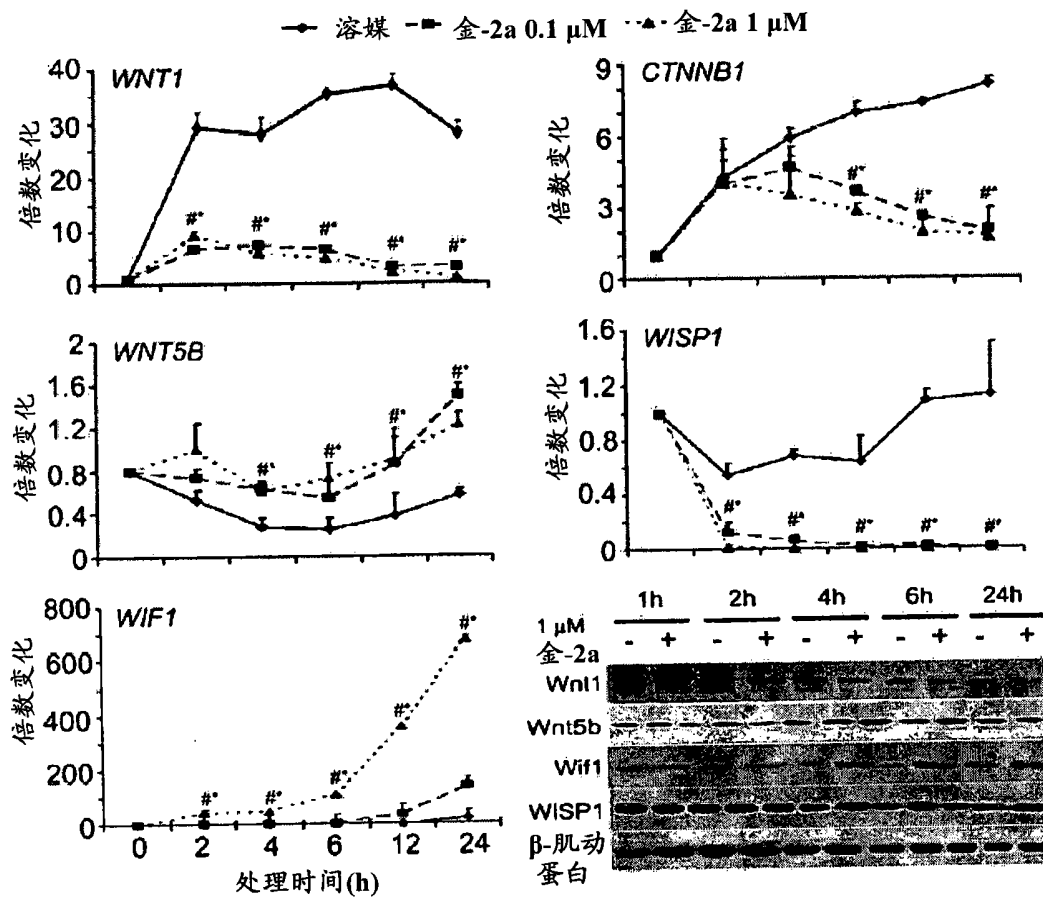 溶媒 金-2a 0.1 μM 金-2a 1 μM
WNT1
倍数变化
40
30
20
10
0
#* #* #* #* #*
CTNNB1
倍数变化
9
6
3
0
#* #* #*
WNT5B
倍数变化
2
1.6
1.2
0.8
0.4
0
#* #* #* #*
WISP1
倍数变化
1.6
1.2
0.8
0.4
0
#* #* #* #* #*
WIF1
倍数变化
800
600
400
200
0
#* #* #* #* #*
0 2 4 6 12 24
处理时间(h)
1h 2h 4h 6h 24h
1 μM
金-2a
- + - + - + - + - +
Wnt1
Wnt5b
Wif1
WISP1
β-肌动
蛋白